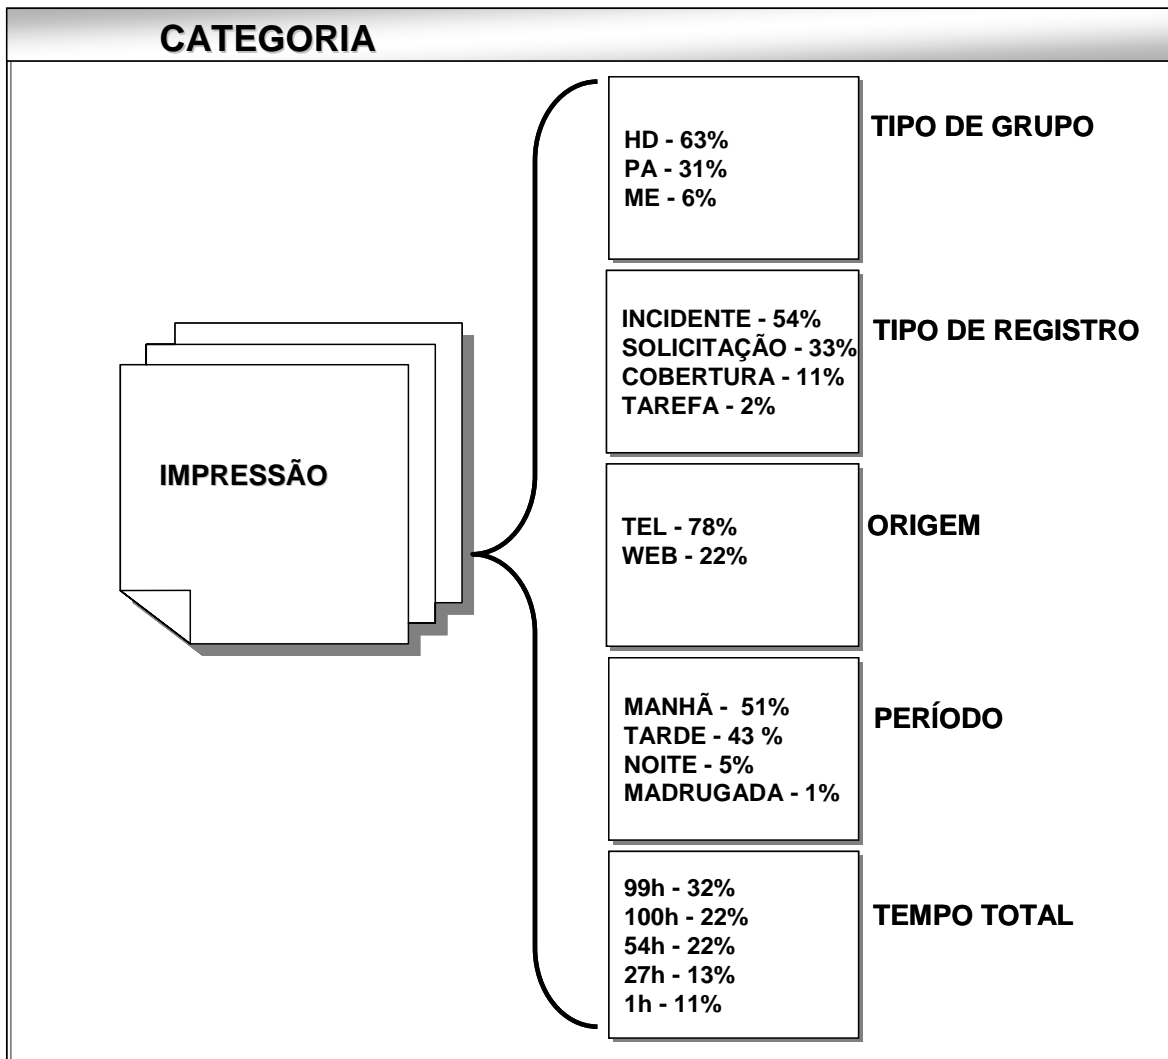 CATEGORIA
IMPRESSÃO
HD - 63%
PA - 31%
ME - 6%
TIPO DE GRUPO
INCIDENTE - 54%
SOLICITAÇÃO - 33%
COBERTURA - 11%
TAREFA - 2%
TIPO DE REGISTRO
TEL - 78%
WEB - 22%
ORIGEM
MANHÃ -  51%
TARDE - 43 %
NOITE - 5%
MADRUGADA - 1%
PERÍODO
99h - 32%
100h - 22%
54h - 22%
27h - 13%
1h - 11%
TEMPO TOTAL